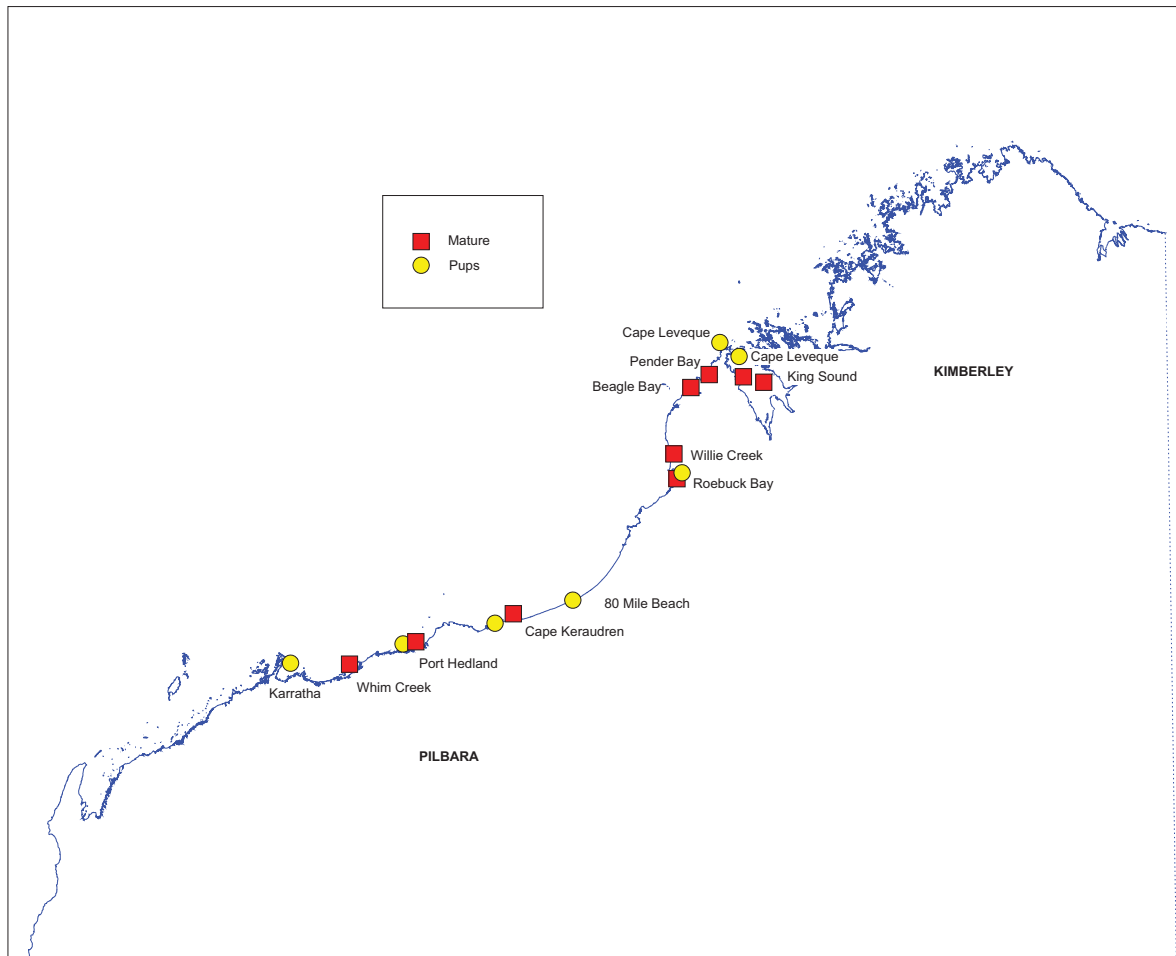 Mature
Pups
Cape Leveque
Cape Leveque
Pender Bay
King Sound
KIMBERLEY
Beagle Bay
Willie Creek
Roebuck Bay
80 Mile Beach
Cape Keraudren
Port Hedland
Whim Creek
Karratha
PILBARA